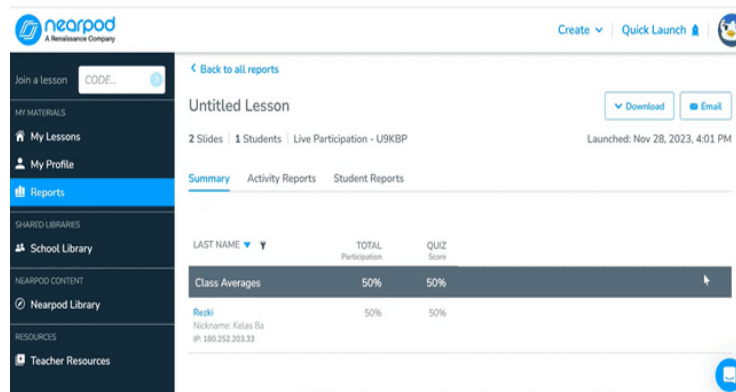 nearpod
A Renaissance Company
Create
Quick Launch
Join a lesson
CODE...
MY MATERIALS
My Lessons
My Profile
Reports
SHARED LIBRARIES
School Library
NEARPOD CONTENT
Nearpod Library
RESOURCES
Teacher Resources
Back to all reports
Untitled Lesson
Download
Email
2 Slides 1 Students Live Participation - U9KBP
Launched: Nov 28, 2023, 4:01 PM
Summary Activity Reports Student Reports
LAST NAME TOTAL QUIZ
Participation Score
Class Averages 50% 50%
Rezki 50% 50%
Nickname: Kelas Ba
IP: 180.252.203.33